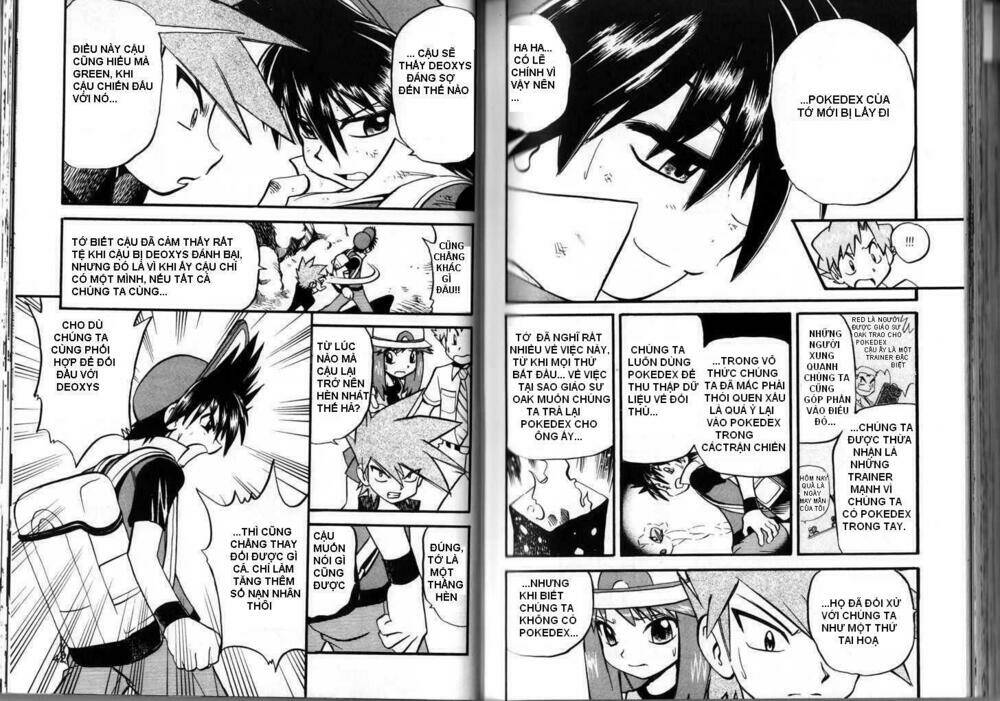 ...POKEDEX CỦA
TỚ MỚI BỊ LẤY ĐI
HA HA...
CÓ LẼ
CHÍNH VÌ
VẬY NÊN
...
!!!
RED LÀ NGƯỜI
ĐƯỢC GIÁO SƯ
OAK TRAO CHO
POKEDEX
CẬU ẤY LÀ MỘT
TRAINER ĐẶC
BIỆT
NHỮNG
NGƯỜI
XUNG
QUANH
CHÚNG TA
CŨNG
GÓP PHẦN
VÀO ĐIỀU
ĐÓ...
...CHÚNG TA
ĐƯỢC THỪA
NHẬN LÀ
NHỮNG
TRAINER
MẠNH VÌ
CHÚNG TA
CÓ POKEDEX
TRONG TAY.
HÔM NAY
QUẢ LÀ
NGÀY
MAY MẮN
CỦA TÔI
...TRONG VÔ
THỨC CHÚNG
TA ĐÃ MẮC PHẢI
THÓI QUEN XẤU
LÀ QUÁ Ỷ LẠI
VÀO POKEDEX
TRONG
CÁCTRẬN CHIẾN
CHÚNG TA
LUÔN DÙNG
POKEDEX ĐỂ
THU THẬP DỮ
LIỆU VỀ ĐỐI
THỦ...
TỚ ĐÃ NGHĨ RẤT
NHIỀU VỀ VIỆC NÀY,
TỪ KHI MỌI THỨ
BẮT ĐẦU... VỀ VIỆC
TẠI SAO GIÁO SƯ
OAK MUỐN CHÚNG
TA TRẢ LẠI
POKEDEX CHO
ÔNG ẤY...
HỌ ĐÃ ĐỐI XỬ
VỚI CHÚNG TA
NHƯ MỘT THỨ
TAI HOẠ
...NHƯNG
KHI BIẾT
CHÚNG TA
KHÔNG CÓ
POKEDEX...
... CẬU SẼ
THẤY DEOXYS
ĐÁNG SỢ
ĐẾN THẾ NÀO
ĐIỀU NÀY CẬU
CŨNG HIỂU MÀ
GREEN, KHI
CẬU CHIẾN ĐẤU
VỚI NÓ...
CŨNG
CHẲNG
KHÁC
GÌ
ĐÂU!!
TỚ BIẾT CẬU ĐÃ CẢM THẤY RẤT
TỆ KHI CẬU BỊ DEOXYS ĐÁNH BẠI,
NHƯNG ĐÓ LÀ VÌ KHI ẤY CẬU CHỈ
CÓ MỘT MÌNH, NẾU TẤT CẢ
CHÚNG TA CÙNG...
TỪ LÚC
NÀO MÀ
CẬU LẠI
TRỞ NÊN
HÈN NHẤT
THẾ HẢ?
CHO DÙ
CHÚNG TA
CÙNG PHỐI
HỢP ĐỂ ĐỐI
ĐẦU VỚI
DEOXYS
ĐÚNG,
TỚ LÀ
MỘT
THẰNG
HÈN
CẬU
MUỐN
NÓI GÌ
CŨNG
ĐƯỢC
...THÌ CŨNG
CHẲNG THAY
ĐỔI ĐƯỢC GÌ
CẢ. CHỈ LÀM
TĂNG THÊM
SỐ NẠN NHÂN
THÔI